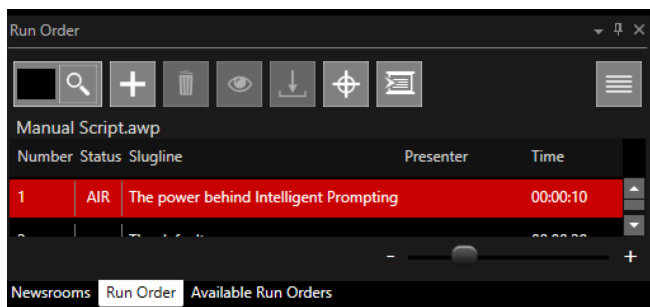 Run Order
Manual Script.awp
Number Status Slugline Presenter Time
1 AIR The power behind Intelligent Prompting 00:00:10
- +
Newsrooms Run Order Available Run Orders